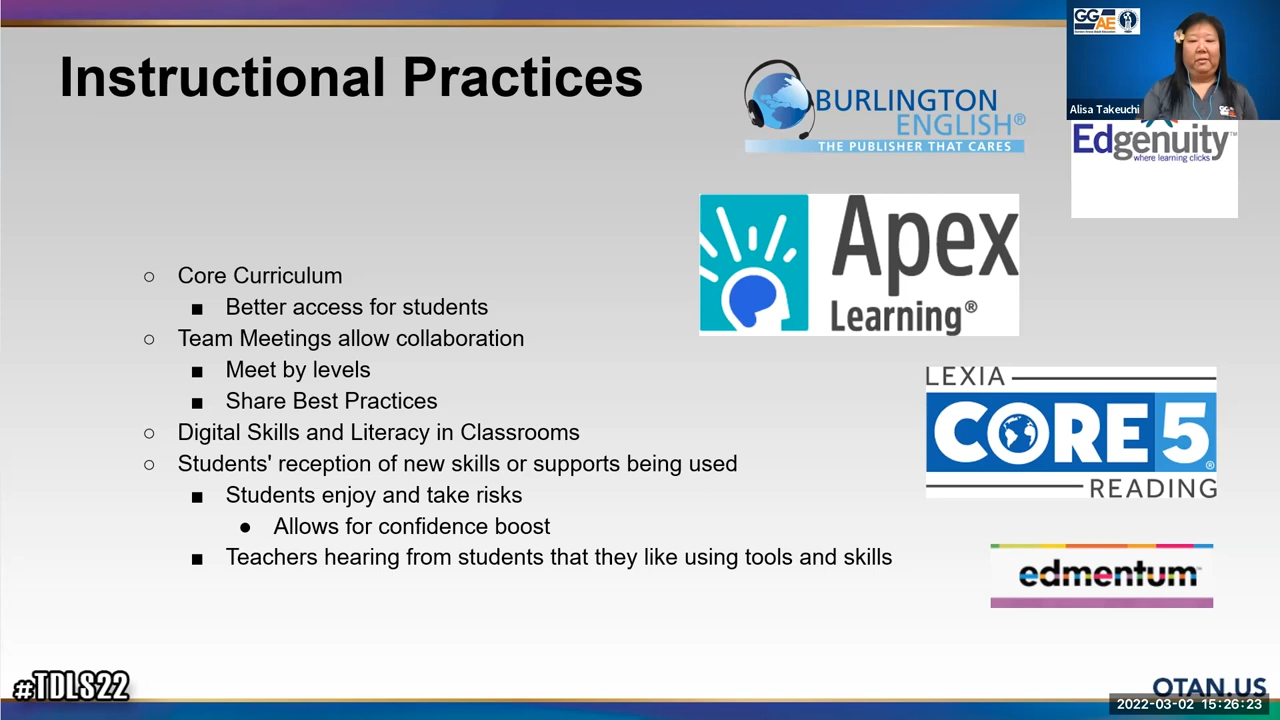 Instructional Practices
BURLINGTON
ENGLISH®
THE PUBLISHER THAT CARES
GG
AE
Alisa Takeuchi
Edgenuity™
where learning clicks
Apex
Learning®
○ Core Curriculum
■ Better access for students
○ Team Meetings allow collaboration
■ Meet by levels
■ Share Best Practices
○ Digital Skills and Literacy in Classrooms
○ Students' reception of new skills or supports being used
■ Students enjoy and take risks
● Allows for confidence boost
■ Teachers hearing from students that they like using tools and skills
LEXIA
CORE5®
READING
edmentum™
#TDLS22
OTAN.US
2022-03-02 15:26:23